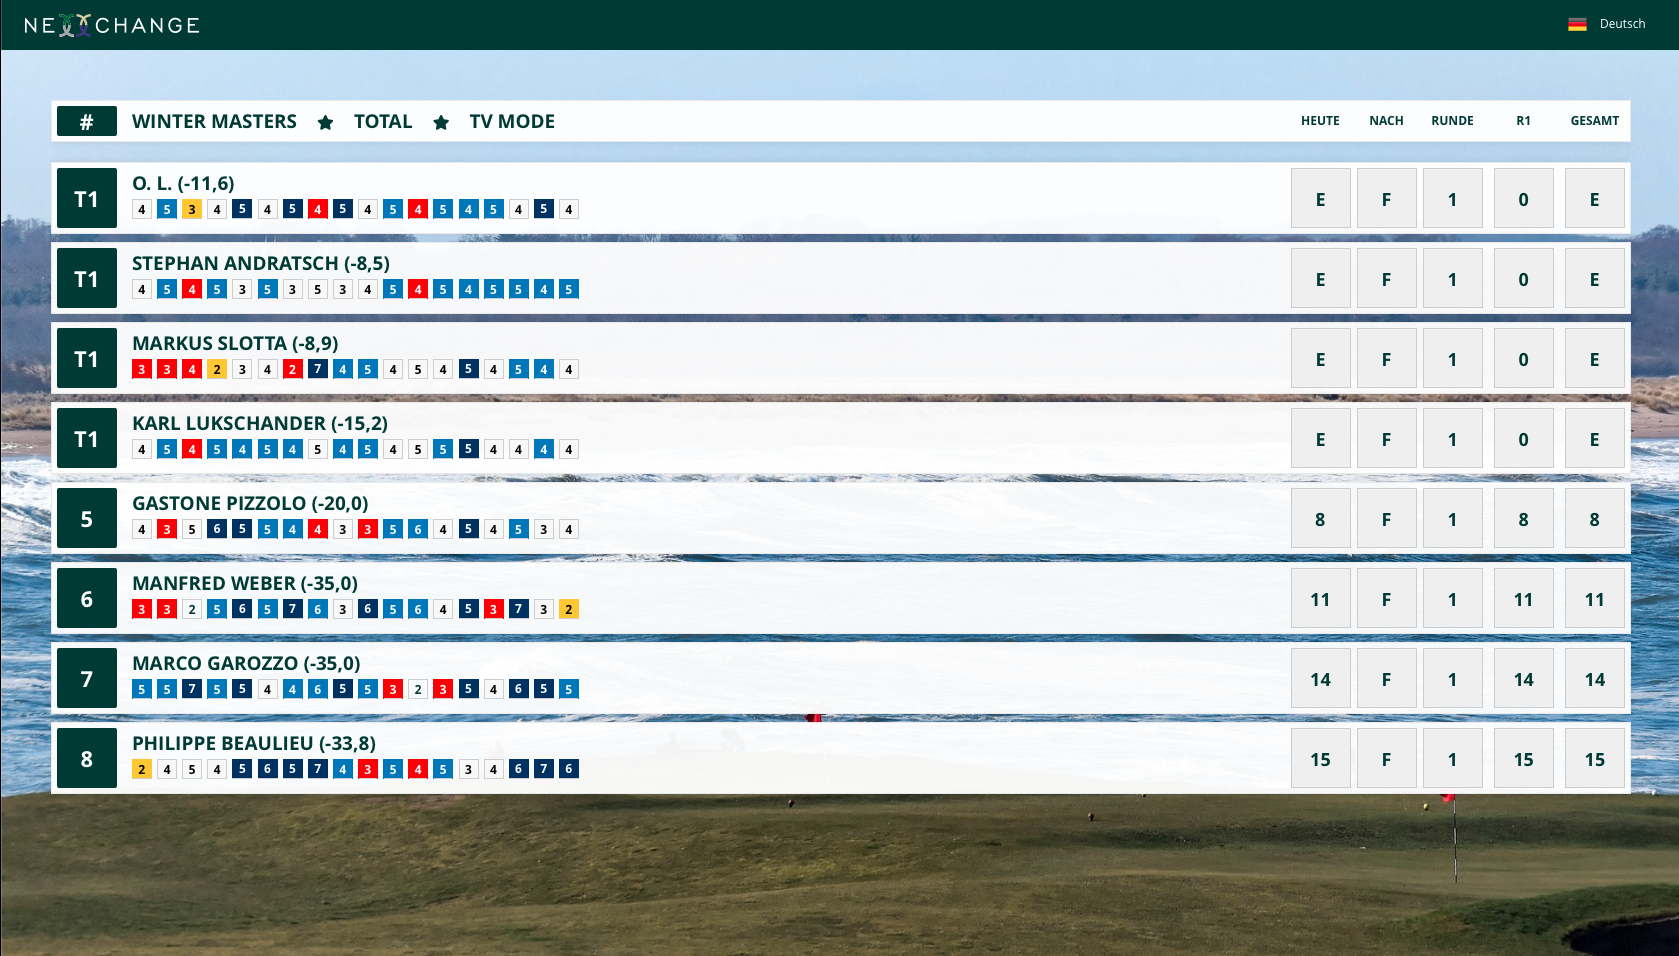 NEXXCHANGE
Deutsch
# WINTER MASTERS ★ TOTAL ★ TV MODE HEUTE NACH RUNDE R1 GESAMT
T1 O. L. (-11,6) E F 1 0 E
4 5 3 4 5 4 5 4 5 4 5 4 5 4 5 4 5 4
T1 STEPHAN ANDRATSCH (-8,5) E F 1 0 E
4 5 4 5 3 5 3 5 3 4 5 4 5 4 5 5 4 5
T1 MARKUS SLOTTA (-8,9) E F 1 0 E
3 3 4 2 3 4 2 7 4 5 4 5 4 5 4 5 4 4
T1 KARL LUKSCHANDER (-15,2) E F 1 0 E
4 5 4 5 4 5 4 5 4 5 4 5 5 5 4 4 4 4
5 GASTONE PIZZOLO (-20,0) 8 F 1 8 8
4 3 5 6 5 5 4 4 3 3 5 6 4 5 4 5 3 4
6 MANFRED WEBER (-35,0) 11 F 1 11 11
3 3 2 5 6 5 7 6 3 6 5 6 4 5 3 7 3 2
7 MARCO GAROZZO (-35,0) 14 F 1 14 14
5 5 7 5 5 4 4 6 5 5 3 2 3 5 4 6 5 5
8 PHILIPPE BEAULIEU (-33,8) 15 F 1 15 15
2 4 5 4 5 6 5 7 4 3 5 4 5 3 4 6 7 6